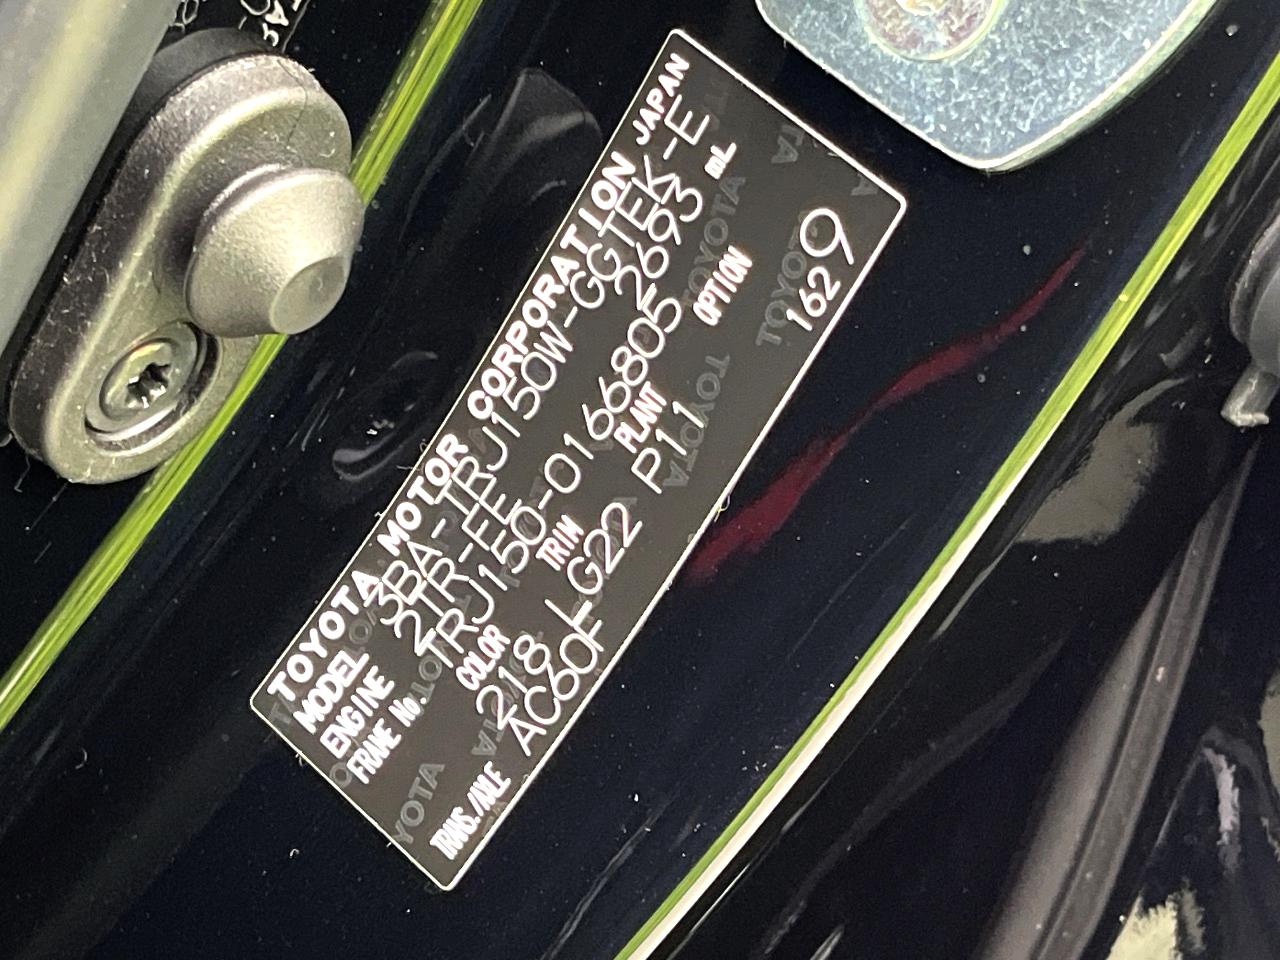 TOYOTA MOTOR CORPORATION JAPAN
MODEL 3BA-TRJ150W-GGTEK-E
ENGINE 2TR-FE 2693 mL
FRAME No. TRJ150-0166805
COLOR TRIM PLANT OPTION
218 LG22 P11
TRANS./AXLE AC60F 1629